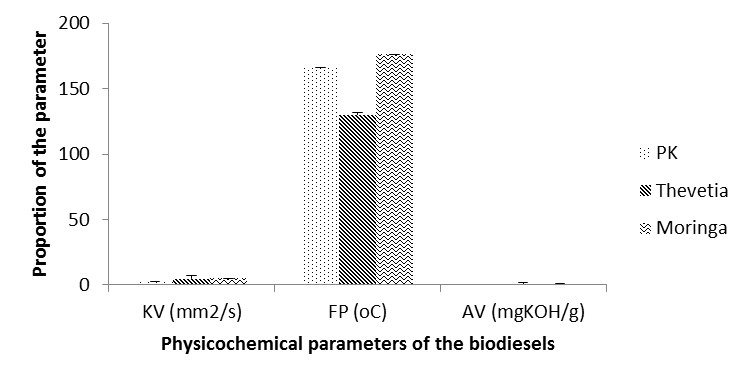 Proportion of the parameter
200
150
100
50
0
KV (mm2/s)
FP (oC)
AV (mgKOH/g)
Physicochemical parameters of the biodiesels
PK
Thevetia
Moringa